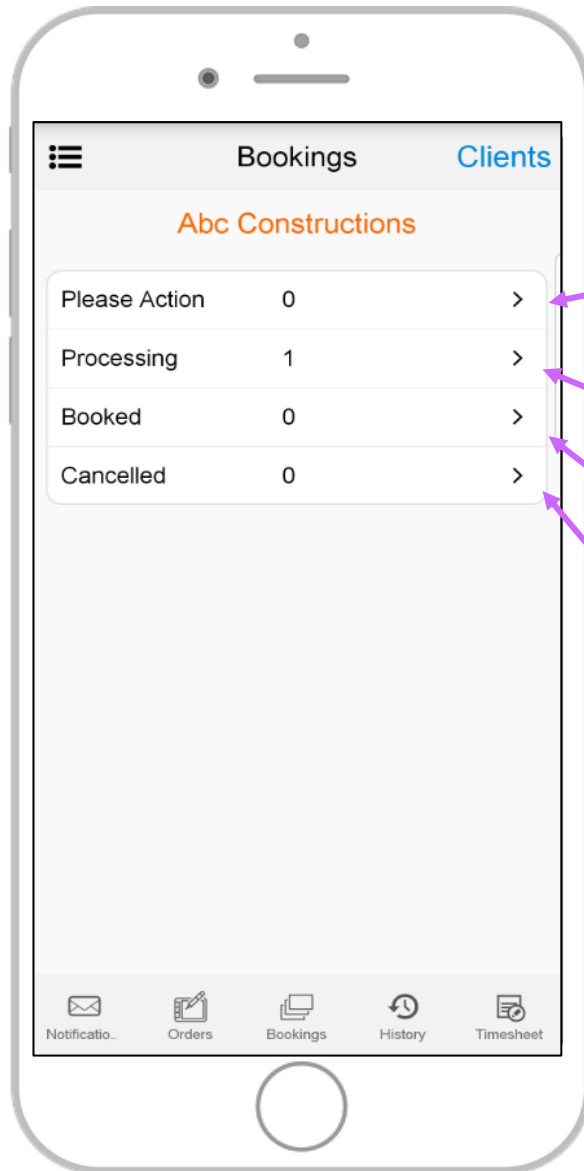 Bookings Clients
Abc Constructions
Please Action 0 >
Processing 1 >
Booked 0 >
Cancelled 0 >
Notificatio.. Orders Bookings History Timesheet